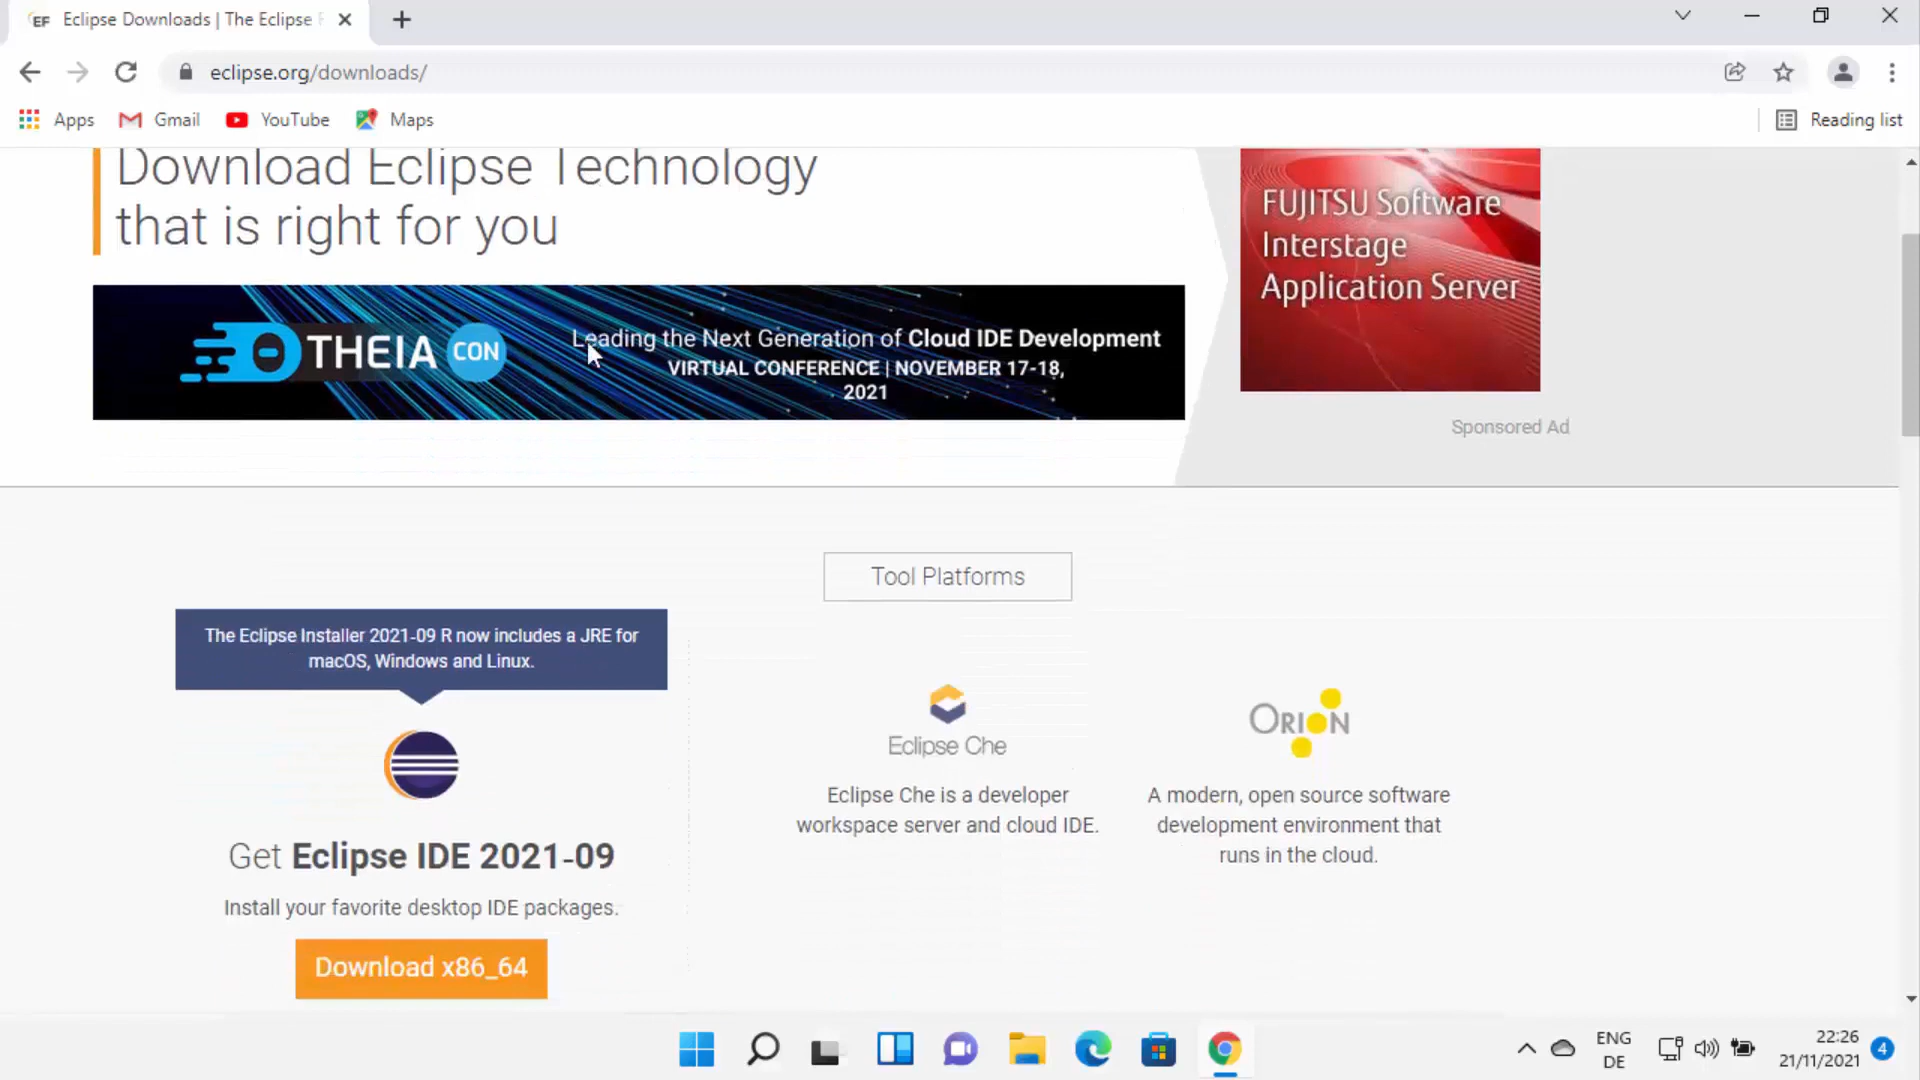 EF Eclipse Downloads | The Eclipse F
eclipse.org/downloads/
Apps Gmail YouTube Maps Reading list
Download Eclipse Technology
that is right for you
FUJITSU Software
Interstage
Application Server
THEIA CON
Leading the Next Generation of Cloud IDE Development
VIRTUAL CONFERENCE | NOVEMBER 17-18,
2021
Sponsored Ad
Tool Platforms
The Eclipse Installer 2021-09 R now includes a JRE for
macOS, Windows and Linux.
Get Eclipse IDE 2021-09
Install your favorite desktop IDE packages.
Download x86_64
Eclipse Che
Eclipse Che is a developer
workspace server and cloud IDE.
ORION
A modern, open source software
development environment that
runs in the cloud.
ENG
DE
22:26
21/11/2021
4